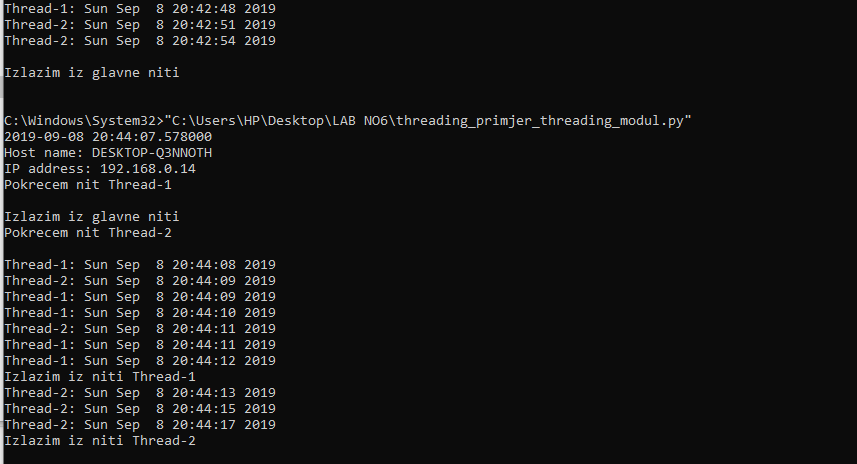 Thread-1: Sun Sep  8 20:42:48 2019
Thread-2: Sun Sep  8 20:42:51 2019
Thread-2: Sun Sep  8 20:42:54 2019
Izlazim iz glavne niti
C:\Windows\System32>"C:\Users\HP\Desktop\LAB NO6\threading_primjer_threading_modul.py"
2019-09-08 20:44:07.578000
Host name: DESKTOP-Q3NNOTH
IP address: 192.168.0.14
Pokrecem nit Thread-1
Izlazim iz glavne niti
Pokrecem nit Thread-2
Thread-1: Sun Sep  8 20:44:08 2019
Thread-2: Sun Sep  8 20:44:09 2019
Thread-1: Sun Sep  8 20:44:09 2019
Thread-1: Sun Sep  8 20:44:10 2019
Thread-2: Sun Sep  8 20:44:11 2019
Thread-1: Sun Sep  8 20:44:11 2019
Thread-1: Sun Sep  8 20:44:12 2019
Izlazim iz niti Thread-1
Thread-2: Sun Sep  8 20:44:13 2019
Thread-2: Sun Sep  8 20:44:15 2019
Thread-2: Sun Sep  8 20:44:17 2019
Izlazim iz niti Thread-2